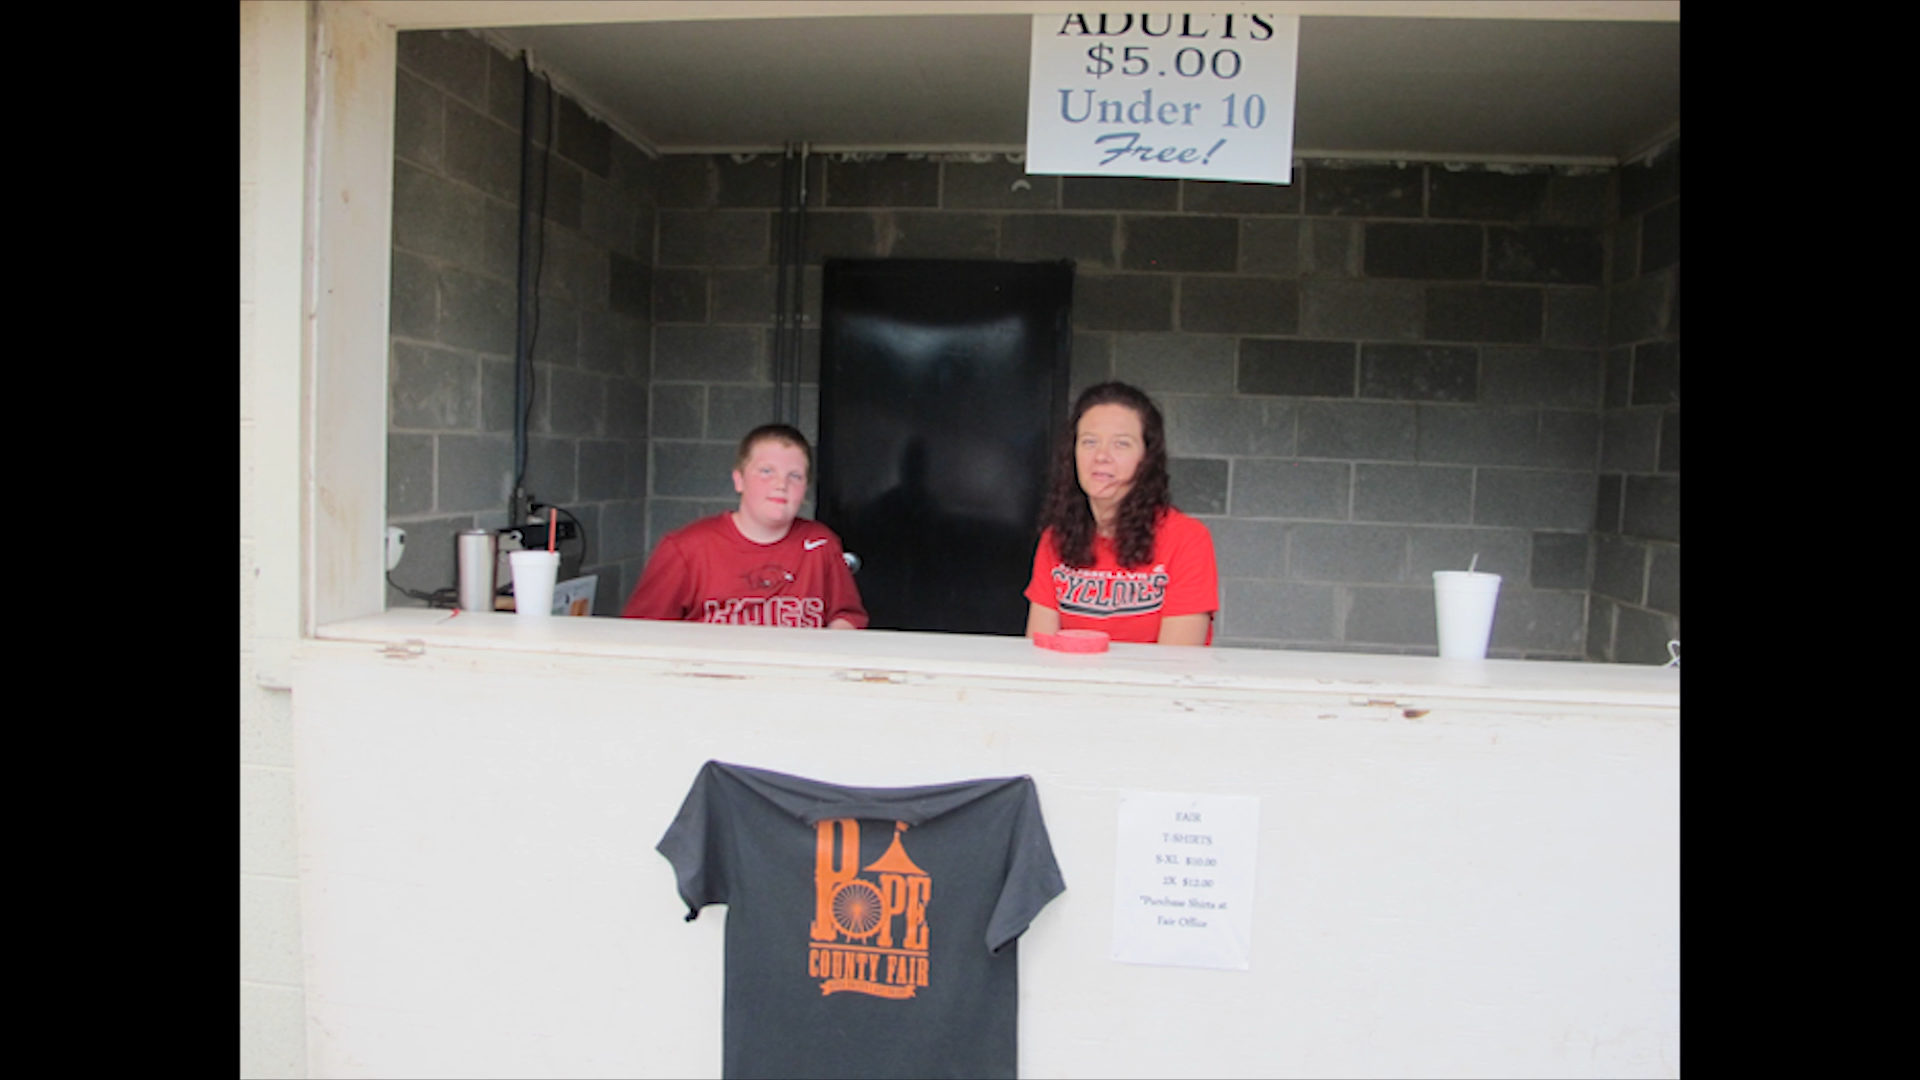 ADULTS
$5.00
Under 10
Free!
HOGS
CYCLONES
POPE
COUNTY FAIR
FAIR
T-SHIRTS
S-XL $10.00
2X $12.00
*Purchase Shirts at
Fair Office